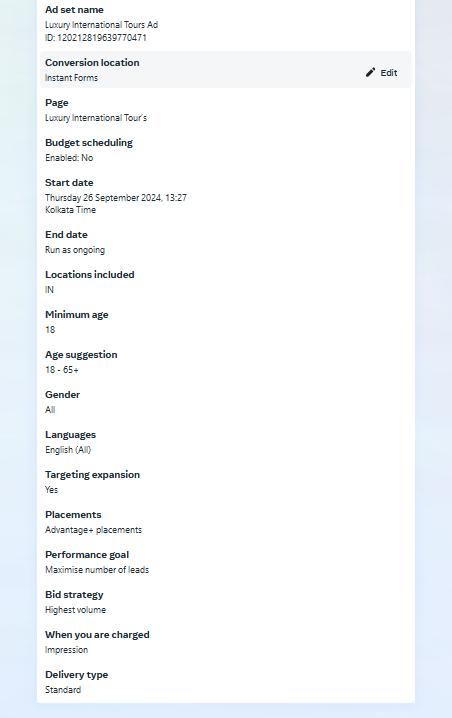 Ad set name
Luxury International Tours Ad
ID: 120212819639770471
Conversion location
Instant Forms
Edit
Page
Luxury International Tour's
Budget scheduling
Enabled: No
Start date
Thursday 26 September 2024, 13:27
Kolkata Time
End date
Run as ongoing
Locations included
IN
Minimum age
18
Age suggestion
18 - 65+
Gender
All
Languages
English (All)
Targeting expansion
Yes
Placements
Advantage+ placements
Performance goal
Maximise number of leads
Bid strategy
Highest volume
When you are charged
Impression
Delivery type
Standard